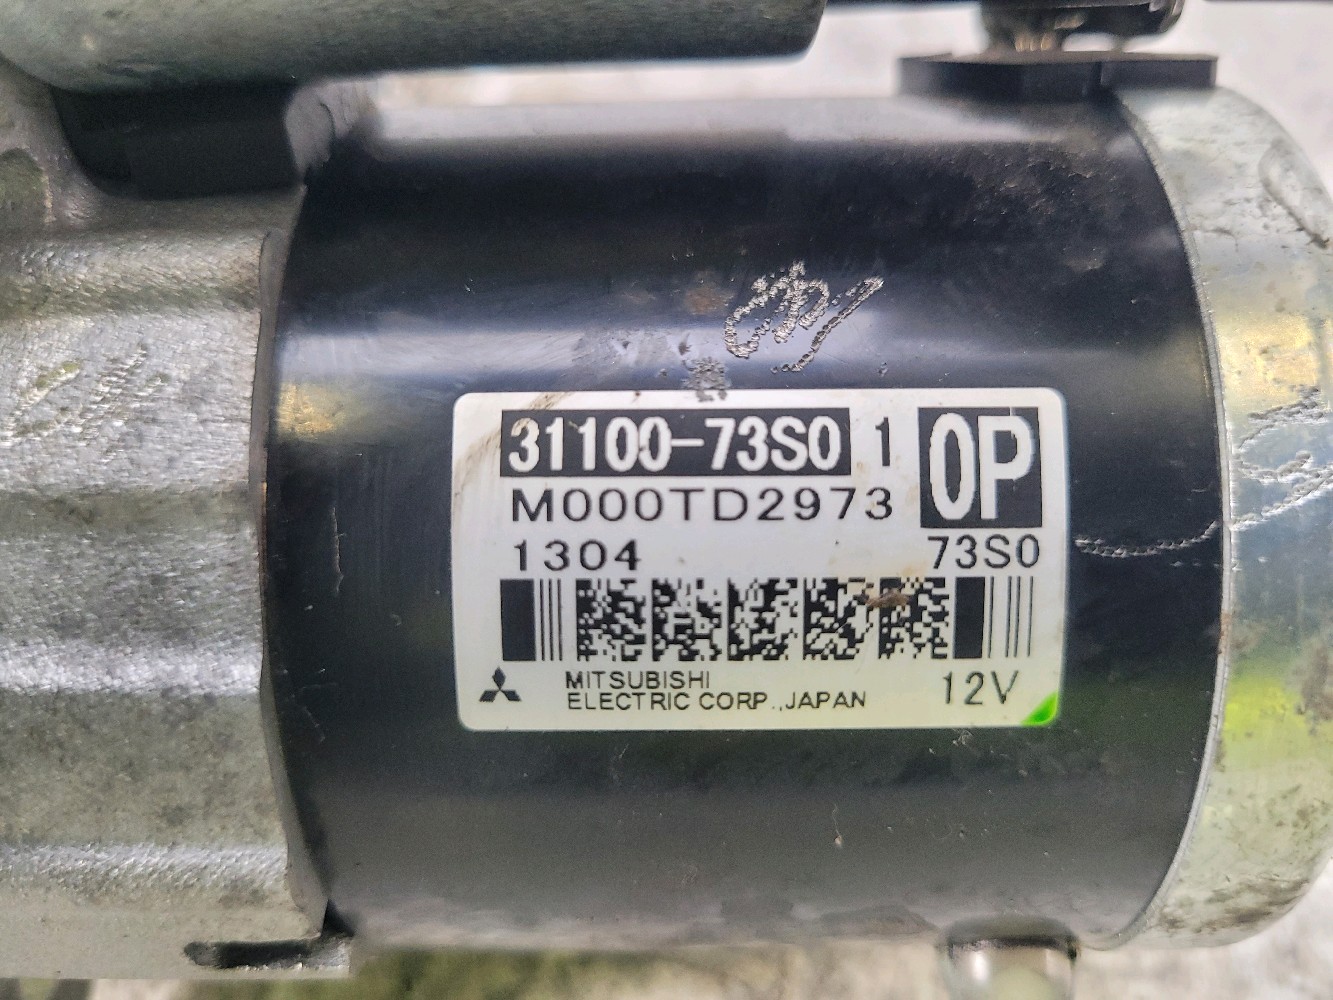 31100-73S0 1 0P
M000TD2973
1304 73S0
MITSUBISHI
ELECTRIC CORP.,JAPAN 12V